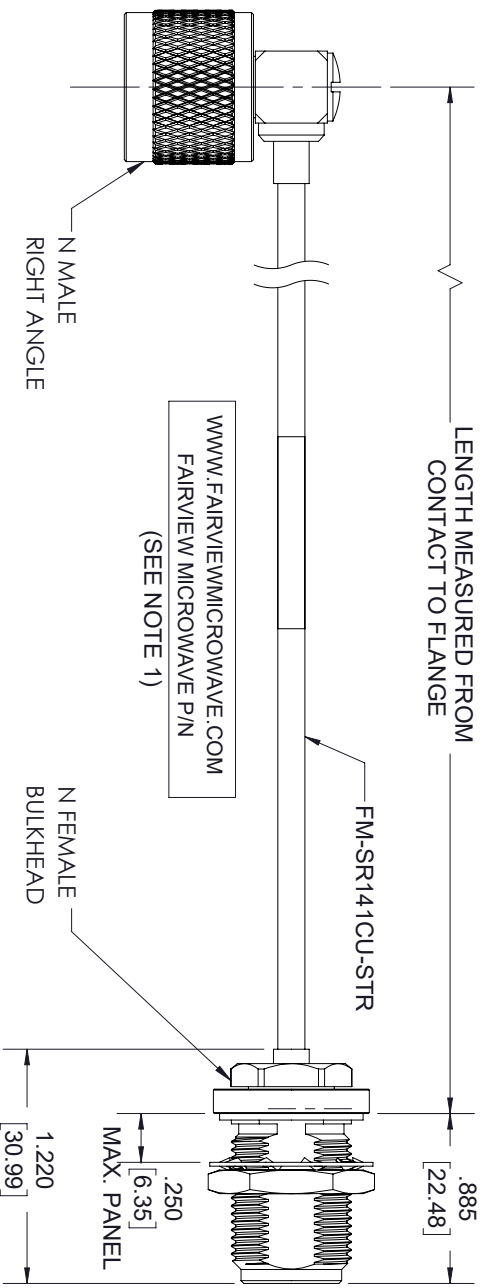 LENGTH MEASURED FROM
CONTACT TO FLANGE
.885
[22.48]
FM-SR141CU-STR
.250
[6.35]
MAX. PANEL
1.220
[30.99]
WWW.FAIRVIEWMICROWAVE.COM
FAIRVIEW MICROWAVE P/N
(SEE NOTE 1)
N MALE
RIGHT ANGLE
N FEMALE
BULKHEAD